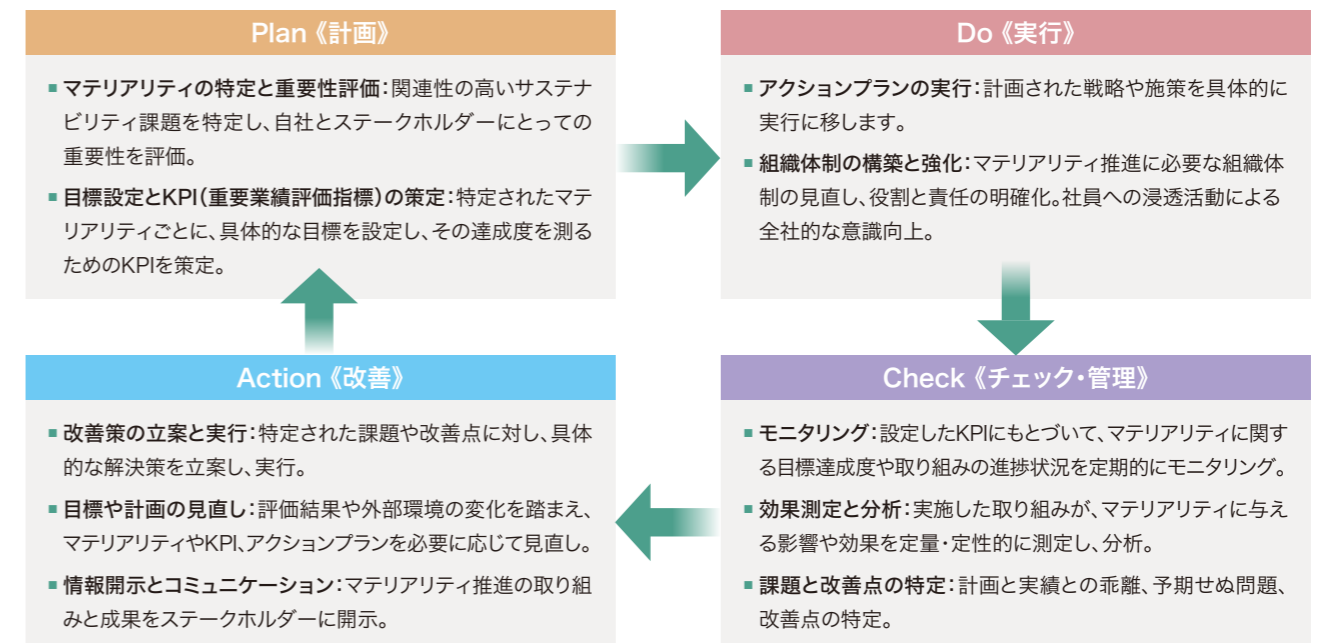 Plan《計画》
■ マテリアリティの特定と重要性評価：関連性の高いサステナ
ビリティ課題を特定し、自社とステークホルダーにとっての
重要性を評価。
■ 目標設定とKPI（重要業績評価指標）の策定：特定されたマテ
リアリティごとに、具体的な目標を設定し、その達成度を測る
ためのKPIを策定。
Do《実行》
■ アクションプランの実行：計画された戦略や施策を具体的に
実行に移します。
■ 組織体制の構築と強化：マテリアリティ推進に必要な組織体
制の見直し、役割と責任の明確化。社員への浸透活動による
全社的な意識向上。
Action《改善》
■ 改善策の立案と実行：特定された課題や改善点に対し、具体
的な解決策を立案し、実行。
■ 目標や計画の見直し：評価結果や外部環境の変化を踏まえ、
マテリアリティやKPI、アクションプランを必要に応じて見直し。
■ 情報開示とコミュニケーション：マテリアリティ推進の取り組
みと成果をステークホルダーに開示。
Check《チェック・管理》
■ モニタリング：設定したKPIにもとづいて、マテリアリティに関す
る目標達成度や取り組みの進捗状況を定期的にモニタリング。
■ 効果測定と分析：実施した取り組みが、マテリアリティに与え
る影響や効果を定量・定性的に測定し、分析。
■ 課題と改善点の特定：計画と実績との乖離、予期せぬ問題、
改善点の特定。